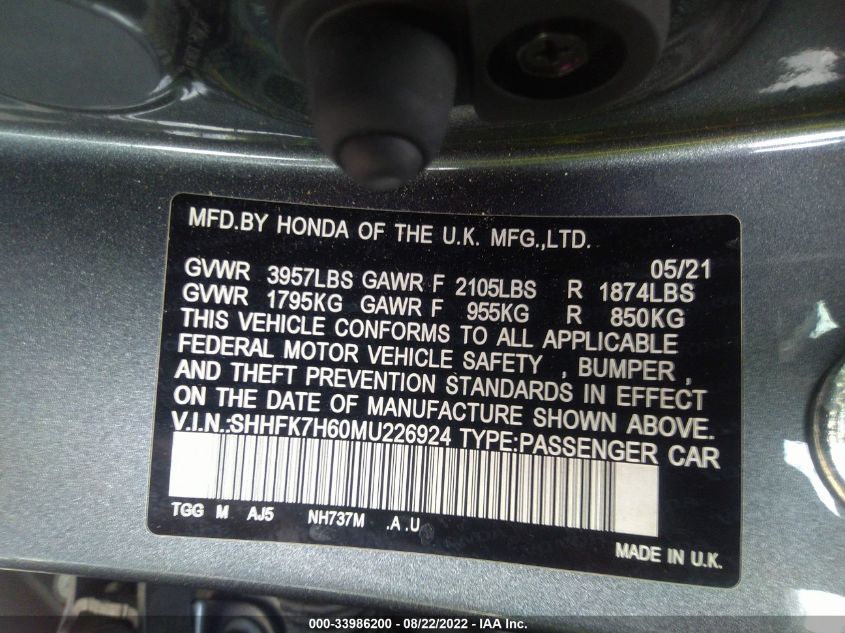 MFD.BY HONDA OF THE U.K. MFG.,LTD.
05/21
GVWR 3957LBS GAWR F 2105LBS R 1874LBS
GVWR 1795KG GAWR F 955KG R 850KG
THIS VEHICLE CONFORMS TO ALL APPLICABLE
FEDERAL MOTOR VEHICLE SAFETY , BUMPER ,
AND THEFT PREVENTION STANDARDS IN EFFECT
ON THE DATE OF MANUFACTURE SHOWN ABOVE.
V.I.N.:SHHFK7H60MU226924 TYPE:PASSENGER CAR
TGG M AJ5 NH737M .A .U
MADE IN U.K.
000-33986200 - 08/22/2022 - IAA Inc.